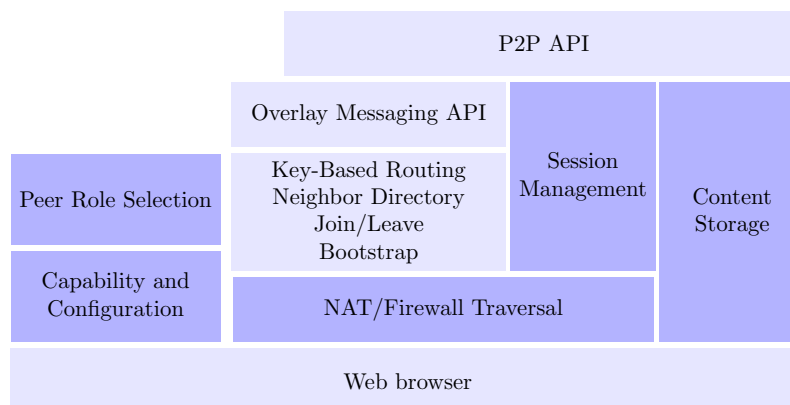 P2P API
Overlay Messaging API
Session
Management
Content
Storage
Key-Based Routing
Neighbor Directory
Join/Leave
Bootstrap
Peer Role Selection
Capability and
Configuration
NAT/Firewall Traversal
Web browser